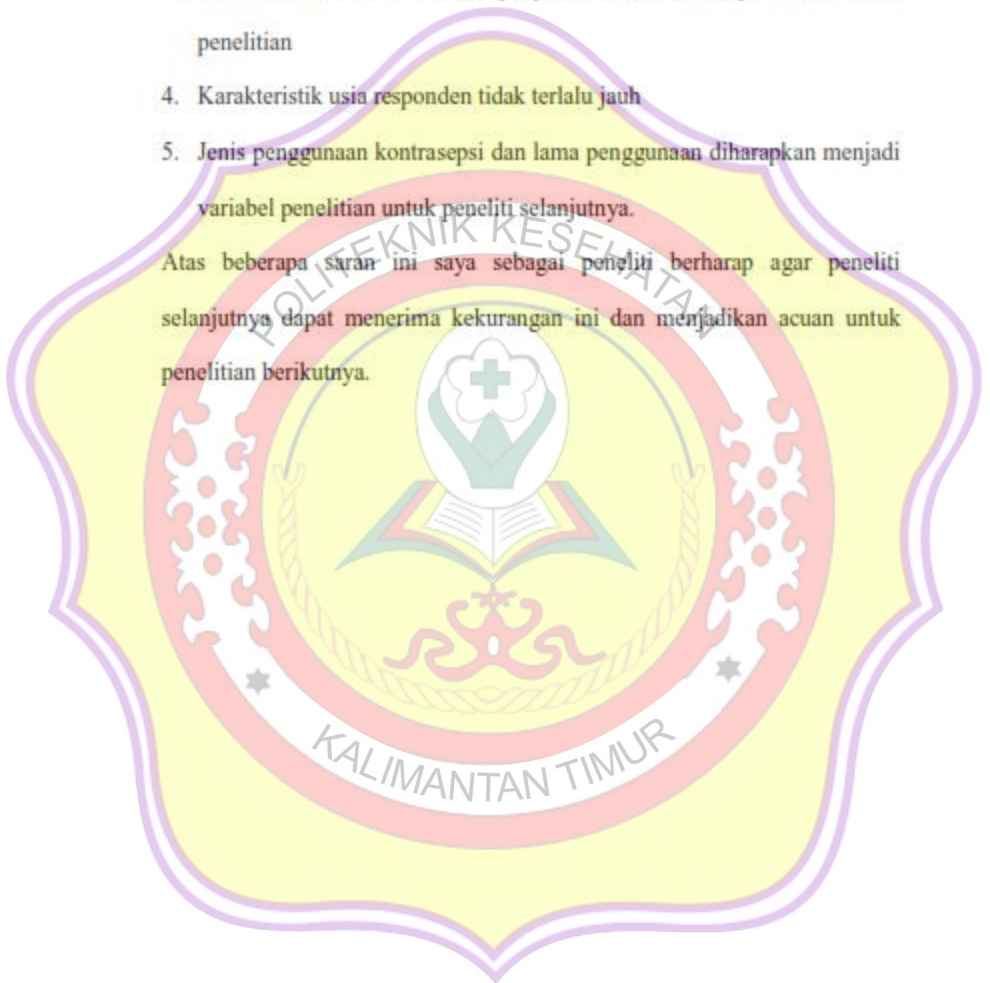 penelitian
4. Karakteristik usia responden tidak terlalu jauh
5. Jenis penggunaan kontrasepsi dan lama penggunaan diharapkan menjadi
variabel penelitian untuk peneliti selanjutnya.
Atas beberapa saran ini saya sebagai peneliti berharap agar peneliti
selanjutnya dapat menerima kekurangan ini dan menjadikan acuan untuk
penelitian berikutnya.
POLITEKNIK KESEHATAN
KALIMANTAN TIMUR